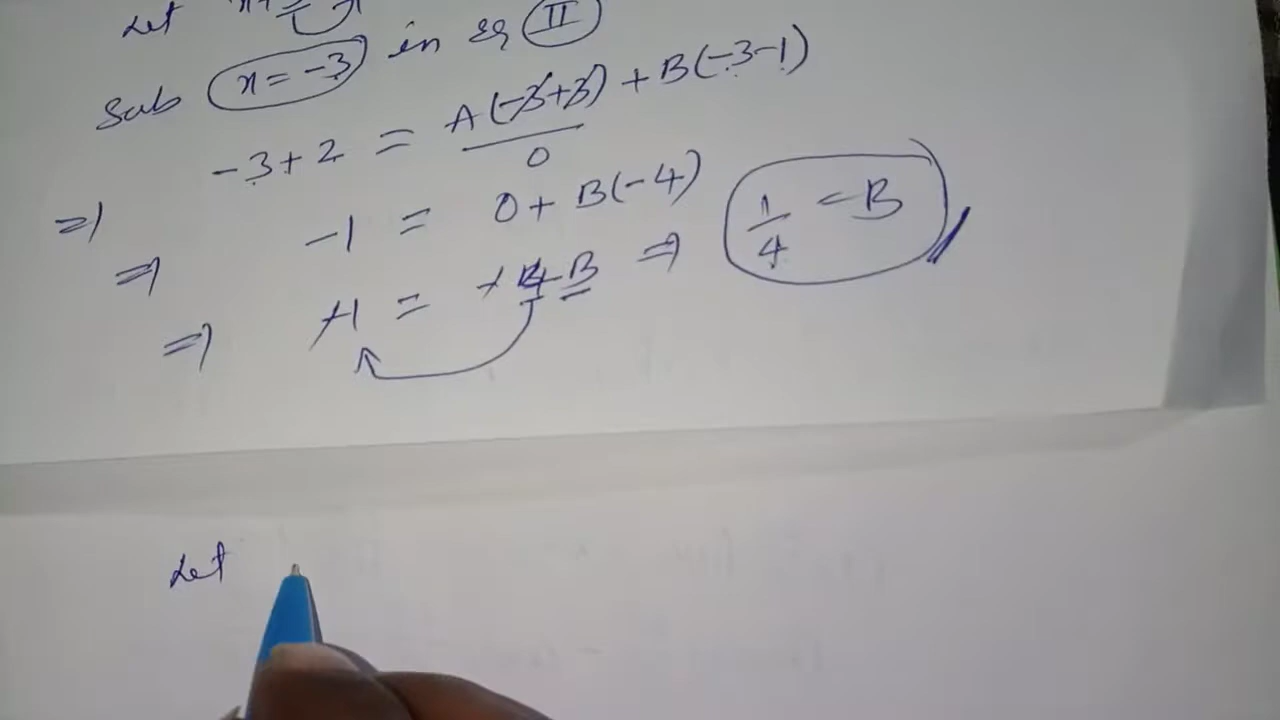 Let
Sub x = -3 in eq II
-3+2 = A(-3+3) + B(-3-1)
0
⇒ -1 = 0 + B(-4)
⇒ -1 = -4B ⇒ 1/4 = B
⇒
Let